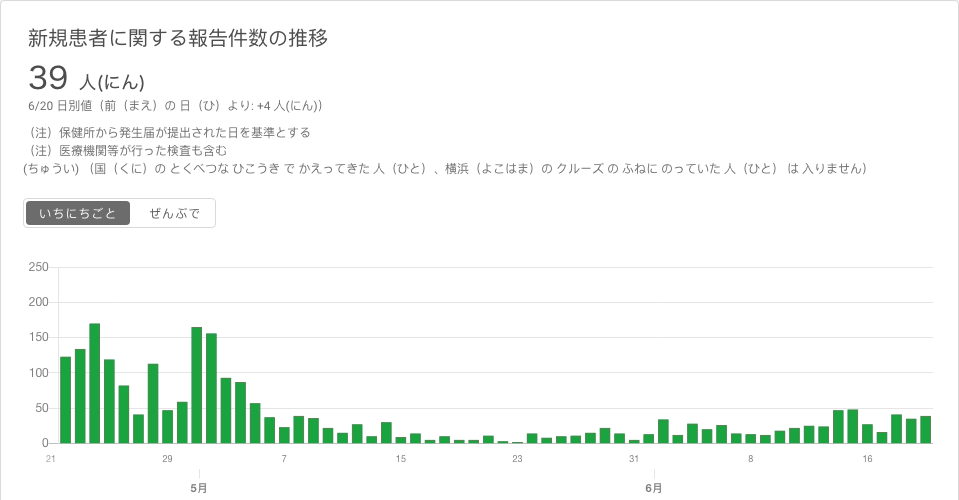 新規患者に関する報告件数の推移
39 人(にん)
6/20 日別値（前（まえ）の 日（ひ）より: +4 人(にん)）
（注）保健所から発生届が提出された日を基準とする
（注）医療機関等が行った検査も含む
(ちゅうい) （国（くに）の とくべつな ひこうき で かえってきた 人（ひと）、横浜（よこはま）の クルーズ の ふねに のっていた 人（ひと） は 入りません）
いちにちごと ぜんぶで
250
200
150
100
50
0
21 29 7 15 23 31 8 16
5月 6月